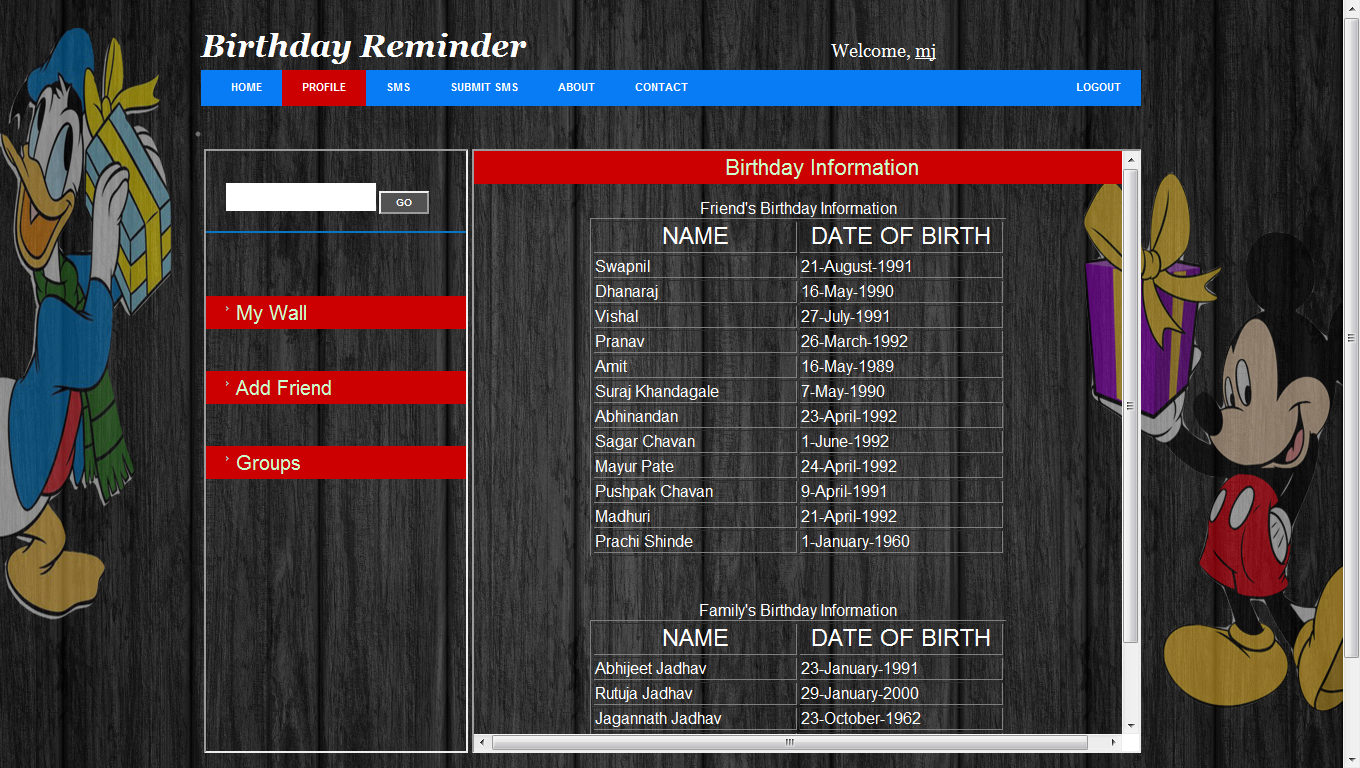 Birthday Reminder
Welcome, mj
HOME PROFILE SMS SUBMIT SMS ABOUT CONTACT LOGOUT
GO
My Wall
Add Friend
Groups
Birthday Information
Friend's Birthday Information
NAME DATE OF BIRTH
Swapnil 21-August-1991
Dhanaraj 16-May-1990
Vishal 27-July-1991
Pranav 26-March-1992
Amit 16-May-1989
Suraj Khandagale 7-May-1990
Abhinandan 23-April-1992
Sagar Chavan 1-June-1992
Mayur Pate 24-April-1992
Pushpak Chavan 9-April-1991
Madhuri 21-April-1992
Prachi Shinde 1-January-1960
Family's Birthday Information
NAME DATE OF BIRTH
Abhijeet Jadhav 23-January-1991
Rutuja Jadhav 29-January-2000
Jagannath Jadhav 23-October-1962